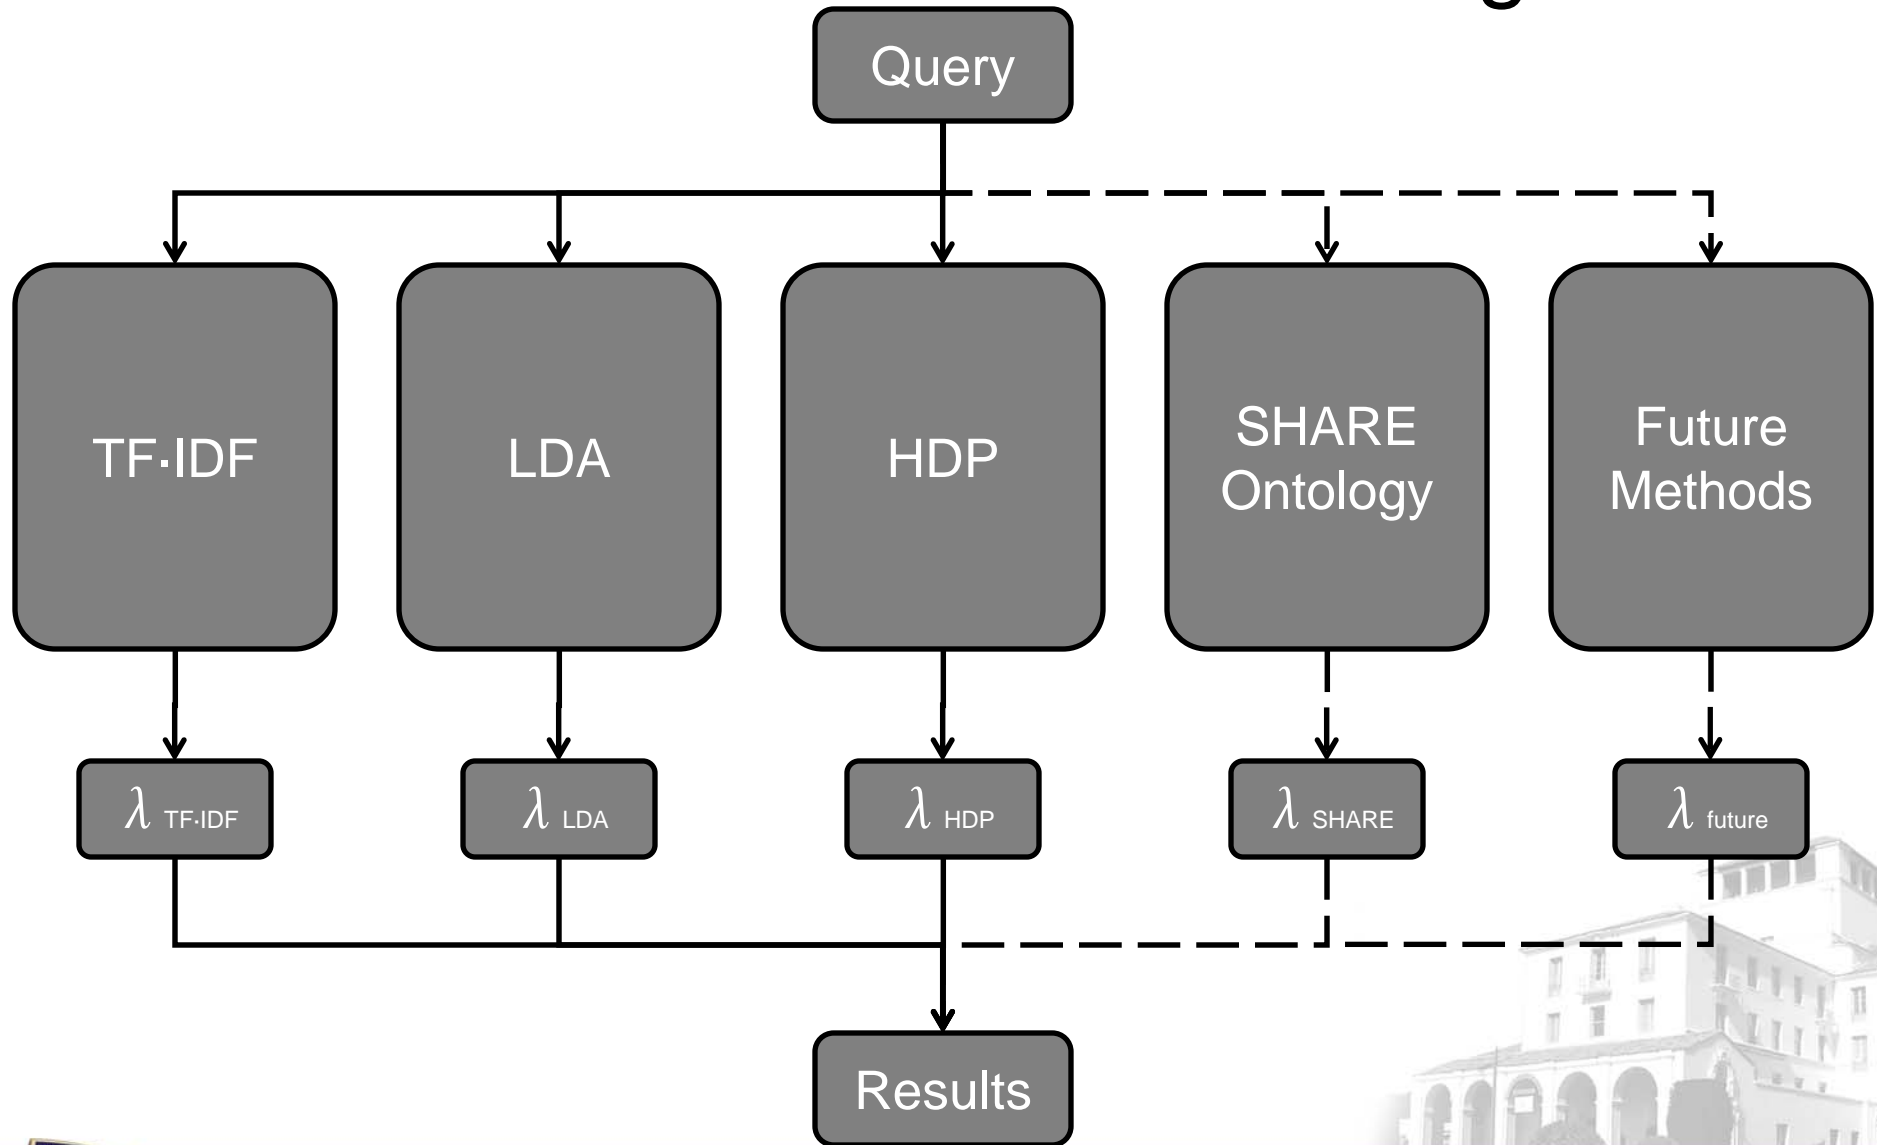 Query
TF·IDF
LDA
HDP
SHARE
Ontology
Future
Methods
λ TF·IDF
λ LDA
λ HDP
λ SHARE
λ future
Results